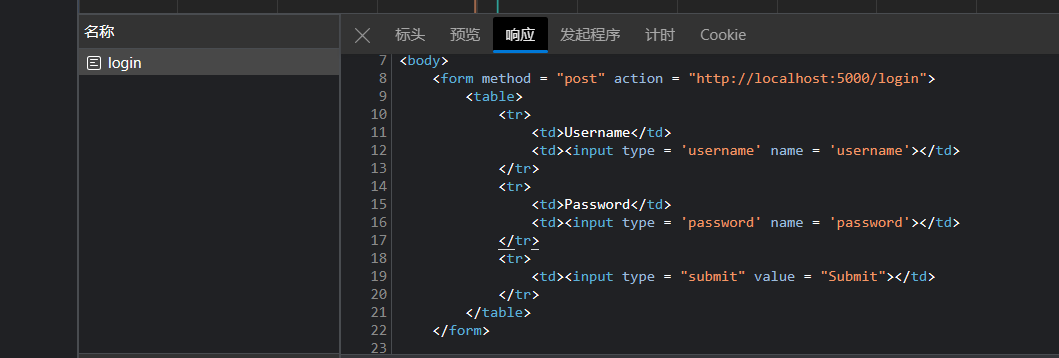 名称
login
标头 预览 响应 发起程序 计时 Cookie
7 <body>
8 <form method = "post" action = "http://localhost:5000/login">
9 <table>
10 <tr>
11 <td>Username</td>
12 <td><input type = 'username' name = 'username'></td>
13 </tr>
14 <tr>
15 <td>Password</td>
16 <td><input type = 'password' name = 'password'></td>
17 </tr>
18 <tr>
19 <td><input type = "submit" value = "Submit"></td>
20 </tr>
21 </table>
22 </form>
23